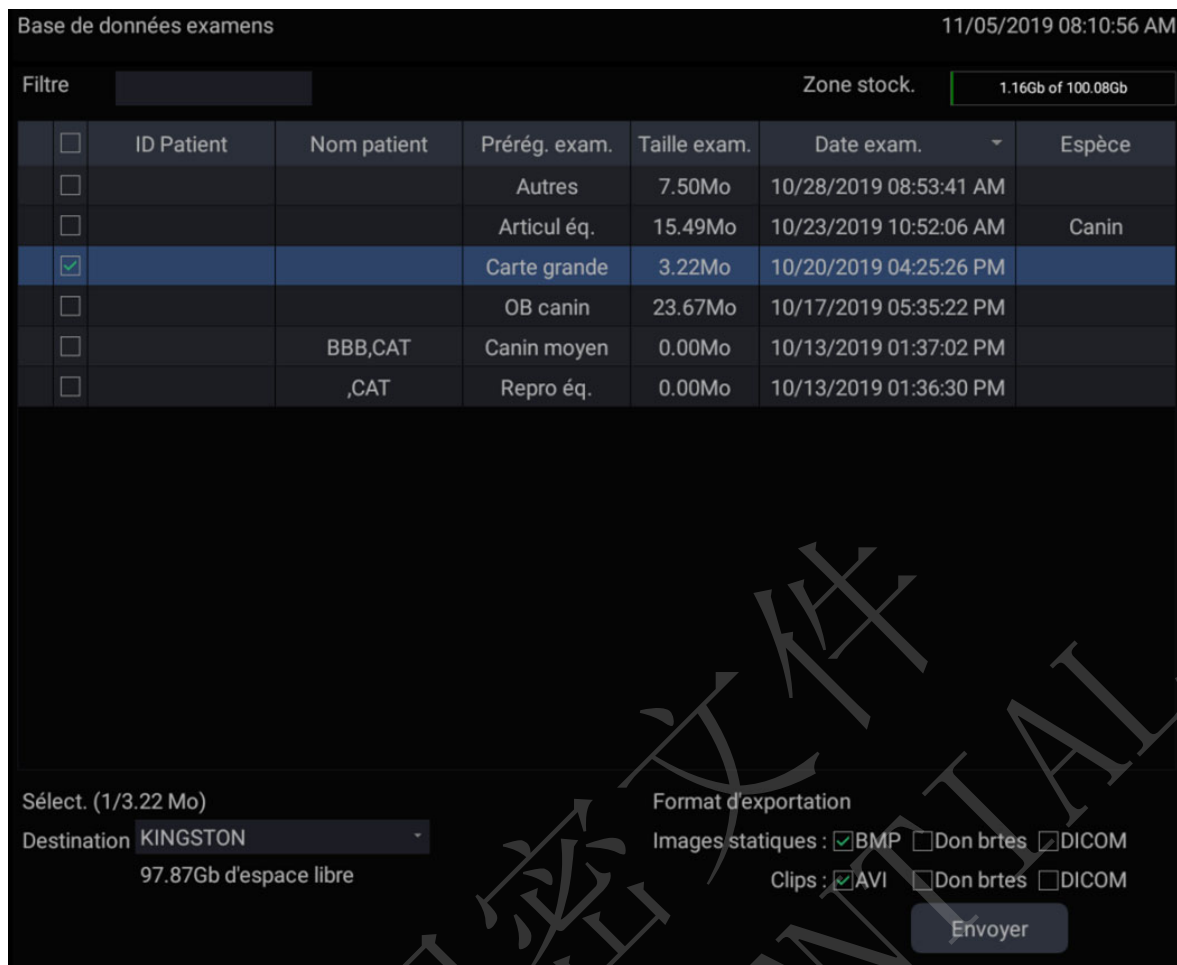 Base de données examens 11/05/2019 08:10:56 AM
Filtre Zone stock. 1.16Gb of 100.08Gb
ID Patient Nom patient Prérég. exam. Taille exam. Date exam. Espèce
Autres 7.50Mo 10/28/2019 08:53:41 AM
Articul éq. 15.49Mo 10/23/2019 10:52:06 AM Canin
Carte grande 3.22Mo 10/20/2019 04:25:26 PM
OB canin 23.67Mo 10/17/2019 05:35:22 PM
BBB,CAT Canin moyen 0.00Mo 10/13/2019 01:37:02 PM
,CAT Repro éq. 0.00Mo 10/13/2019 01:36:30 PM
Sélect. (1/3.22 Mo) Format d'exportation
Destination KINGSTON Images statiques : BMP Don brtes DICOM
97.87Gb d'espace libre Clips : AVI Don brtes DICOM
Envoyer
密文件
NTIAL